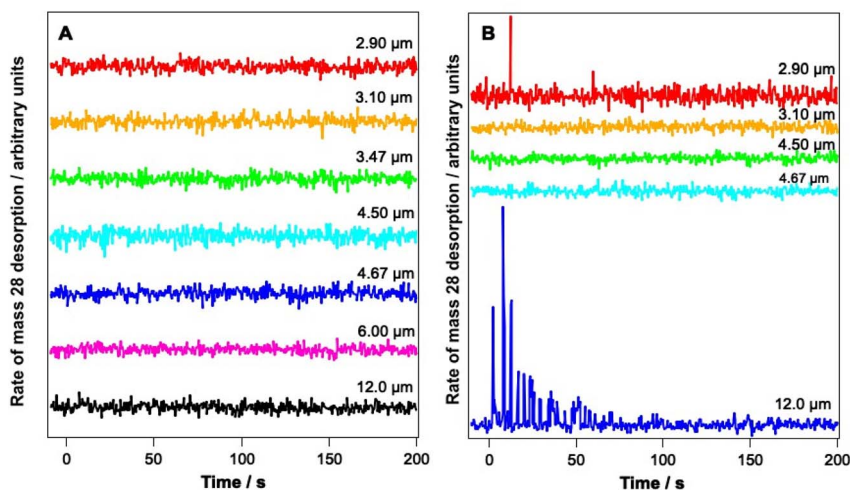 Rate of mass 28 desorption / arbitrary units
A
2.90 µm
3.10 µm
3.47 µm
4.50 µm
4.67 µm
6.00 µm
12.0 µm
0 50 100 150 200
Time / s
Rate of mass 28 desorption / arbitrary units
B
2.90 µm
3.10 µm
4.50 µm
4.67 µm
12.0 µm
0 50 100 150 200
Time / s